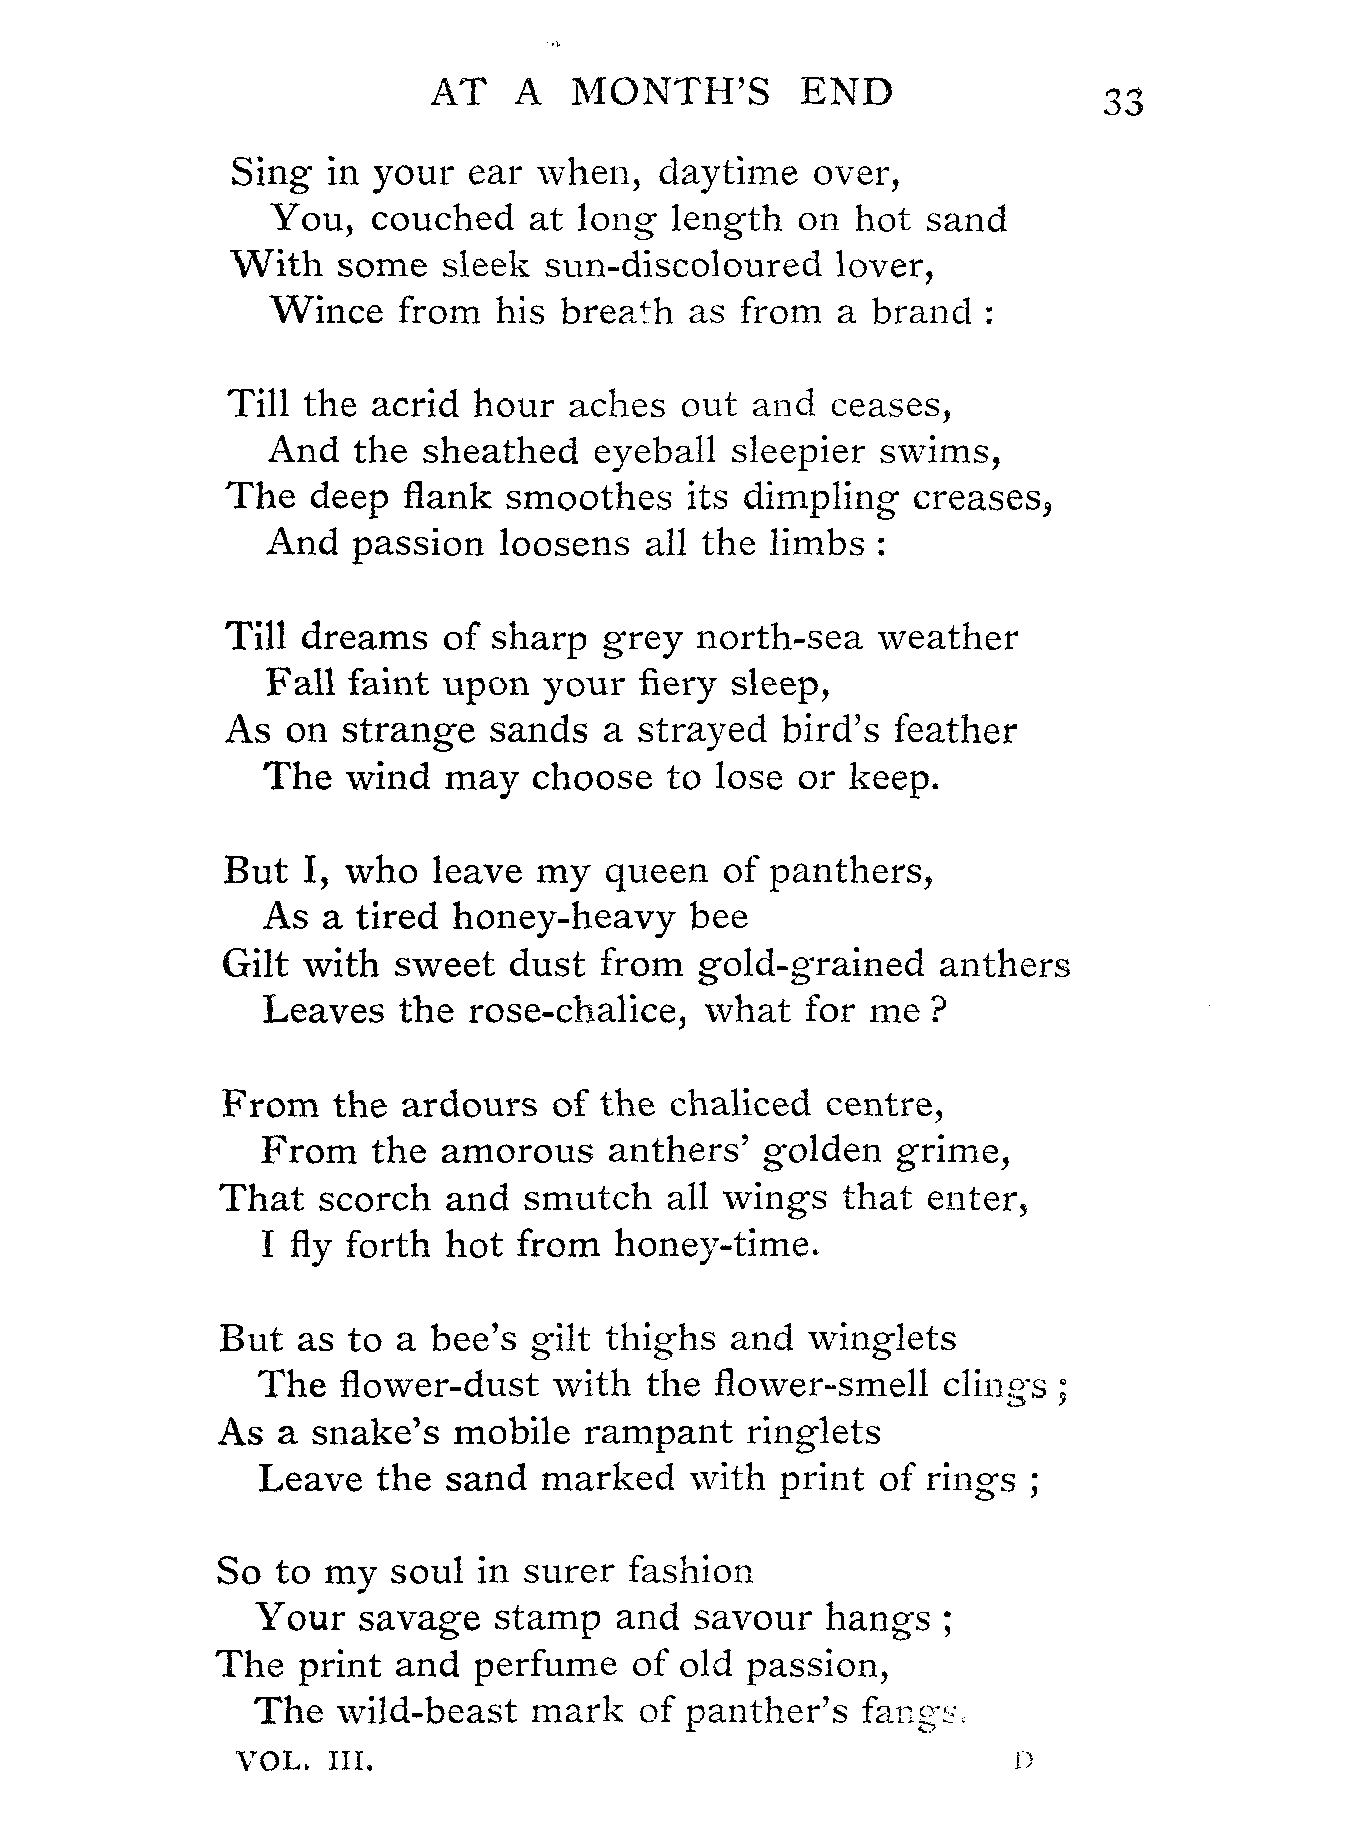 AT A MONTH'S END 33
Sing in your ear when, daytime over,
You, couched at long length on hot sand
With some sleek sun-discoloured lover,
Wince from his breath as from a brand :
Till the acrid hour aches out and ceases,
And the sheathed eyeball sleepier swims,
The deep flank smoothes its dimpling creases,
And passion loosens all the limbs :
Till dreams of sharp grey north-sea weather
Fall faint upon your fiery sleep,
As on strange sands a strayed bird's feather
The wind may choose to lose or keep.
But I, who leave my queen of panthers,
As a tired honey-heavy bee
Gilt with sweet dust from gold-grained anthers
Leaves the rose-chalice, what for me ?
From the ardours of the chaliced centre,
From the amorous anthers' golden grime,
That scorch and smutch all wings that enter,
I fly forth hot from honey-time.
But as to a bee's gilt thighs and winglets
The flower-dust with the flower-smell clings ;
As a snake's mobile rampant ringlets
Leave the sand marked with print of rings ;
So to my soul in surer fashion
Your savage stamp and savour hangs ;
The print and perfume of old passion,
The wild-beast mark of panther's fangs.
VOL. III. D